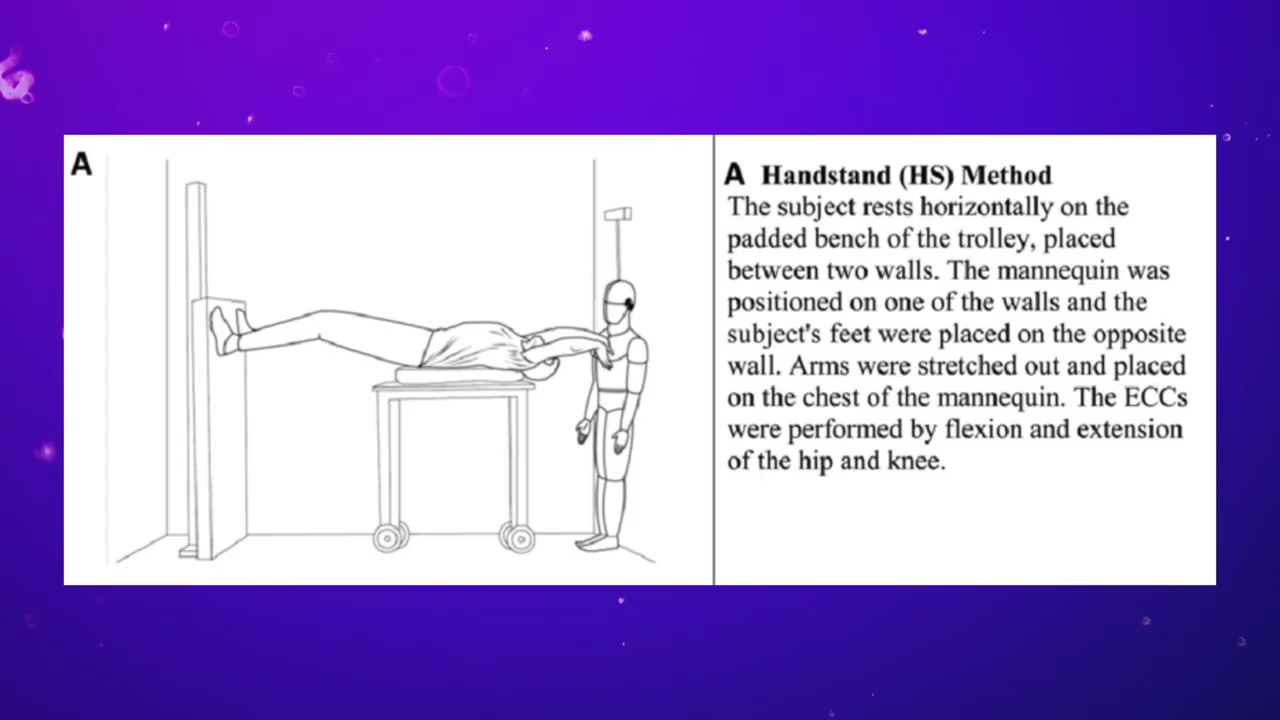 A
A Handstand (HS) Method
The subject rests horizontally on the
padded bench of the trolley, placed
between two walls. The mannequin was
positioned on one of the walls and the
subject's feet were placed on the opposite
wall. Arms were stretched out and placed
on the chest of the mannequin. The ECCs
were performed by flexion and extension
of the hip and knee.